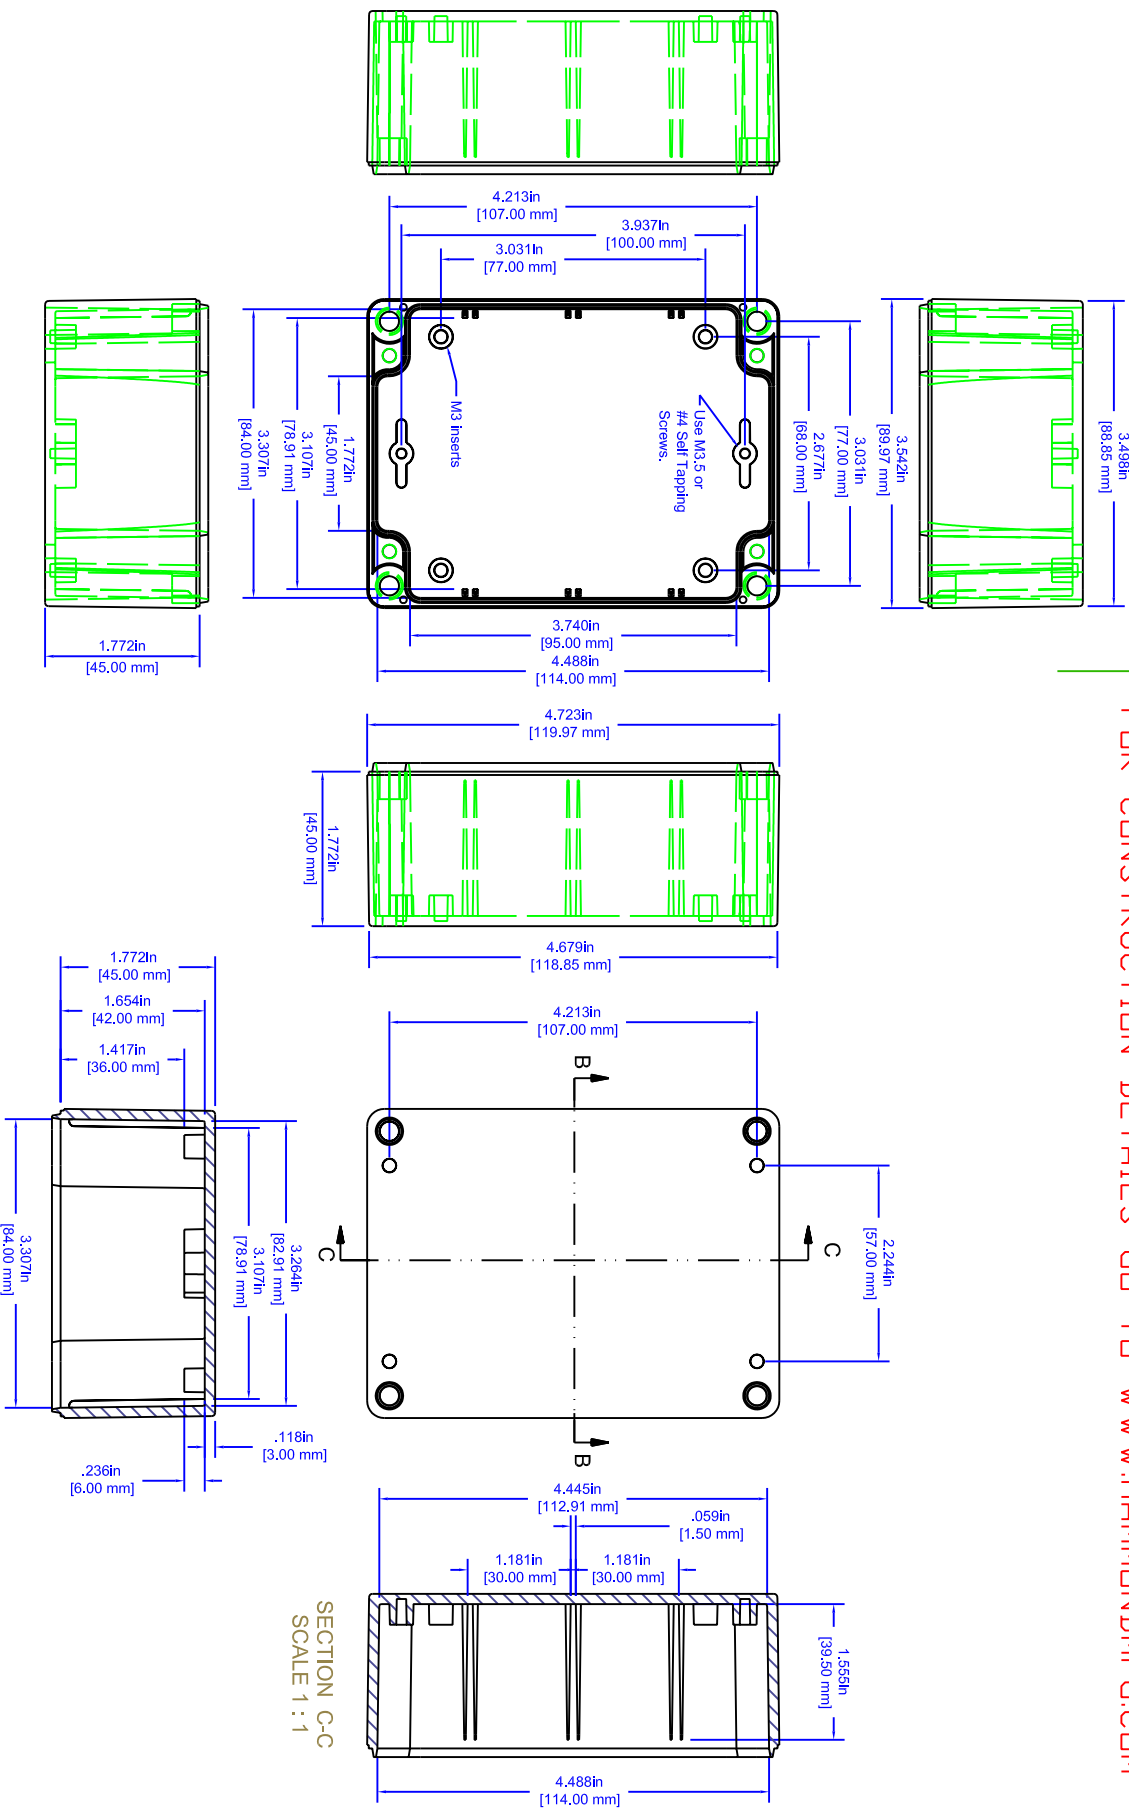 4.213in
[107.00 mm]
3.937in
[100.00 mm]
3.031in
[77.00 mm]
3.498in
[88.85 mm]
3.542in
[89.97 mm]
3.031in
[77.00 mm]
2.677in
[68.00 mm]
Use M3.5 or
#4 Self Tapping
Screws.
M3 inserts
1.772in
[45.00 mm]
3.107in
[78.91 mm]
3.307in
[84.00 mm]
1.772in
[45.00 mm]
3.740in
[95.00 mm]
4.488in
[114.00 mm]
4.723in
[119.97 mm]
1.772in
[45.00 mm]
4.679in
[118.85 mm]
1.772in
[45.00 mm]
1.654in
[42.00 mm]
1.417in
[36.00 mm]
4.213in
[107.00 mm]
B
C
C
2.244in
[57.00 mm]
3.264in
[82.91 mm]
3.107in
[78.91 mm]
3.307in
[84.00 mm]
B
.118in
[3.00 mm]
.236in
[6.00 mm]
4.445in
[112.91 mm]
.059in
[1.50 mm]
1.181in
[30.00 mm]
1.181in
[30.00 mm]
1.555in
[39.50 mm]
SECTION C-C
SCALE 1 : 1
4.488in
[114.00 mm]